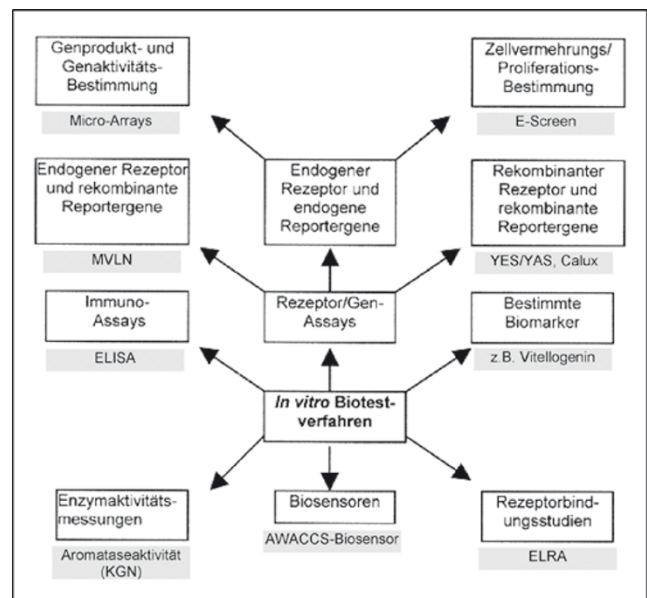 Genprodukt- und
Genaktivitäts-
Bestimmung
Micro-Arrays
Zellvermehrungs/
Proliferations-
Bestimmung
E-Screen
Endogener Rezeptor
und rekombinante
Reportergene
MVLN
Endogener
Rezeptor und
endogene
Reportergene
Rekombinanter
Rezeptor und
rekombinante
Reportergene
YES/YAS, Calux
Immuno-
Assays
ELISA
Rezeptor/Gen-
Assays
Bestimmte
Biomarker
z.B. Vitellogenin
In vitro Biotest-
verfahren
Enzymaktivitäts-
messungen
Aromataseaktivität
(KGN)
Biosensoren
AWACCS-Biosensor
Rezeptorbind-
ungsstudien
ELRA